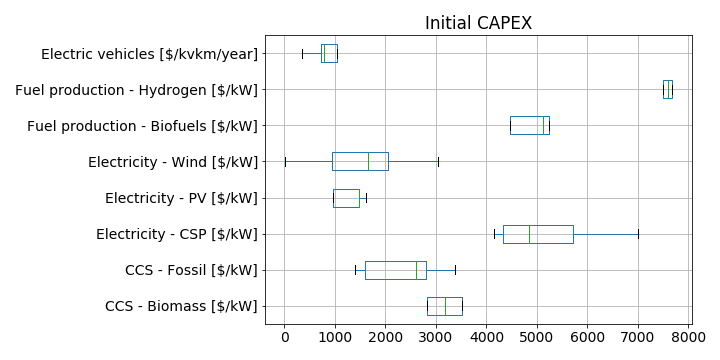 Initial CAPEX
Electric vehicles [$/kvkm/year]
Fuel production - Hydrogen [$/kW]
Fuel production - Biofuels [$/kW]
Electricity - Wind [$/kW]
Electricity - PV [$/kW]
Electricity - CSP [$/kW]
CCS - Fossil [$/kW]
CCS - Biomass [$/kW]
0 1000 2000 3000 4000 5000 6000 7000 8000